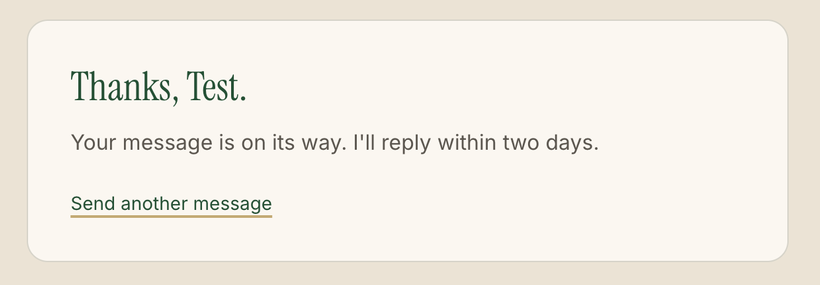 Thanks, Test.
Your message is on its way. I'll reply within two days.
Send another message